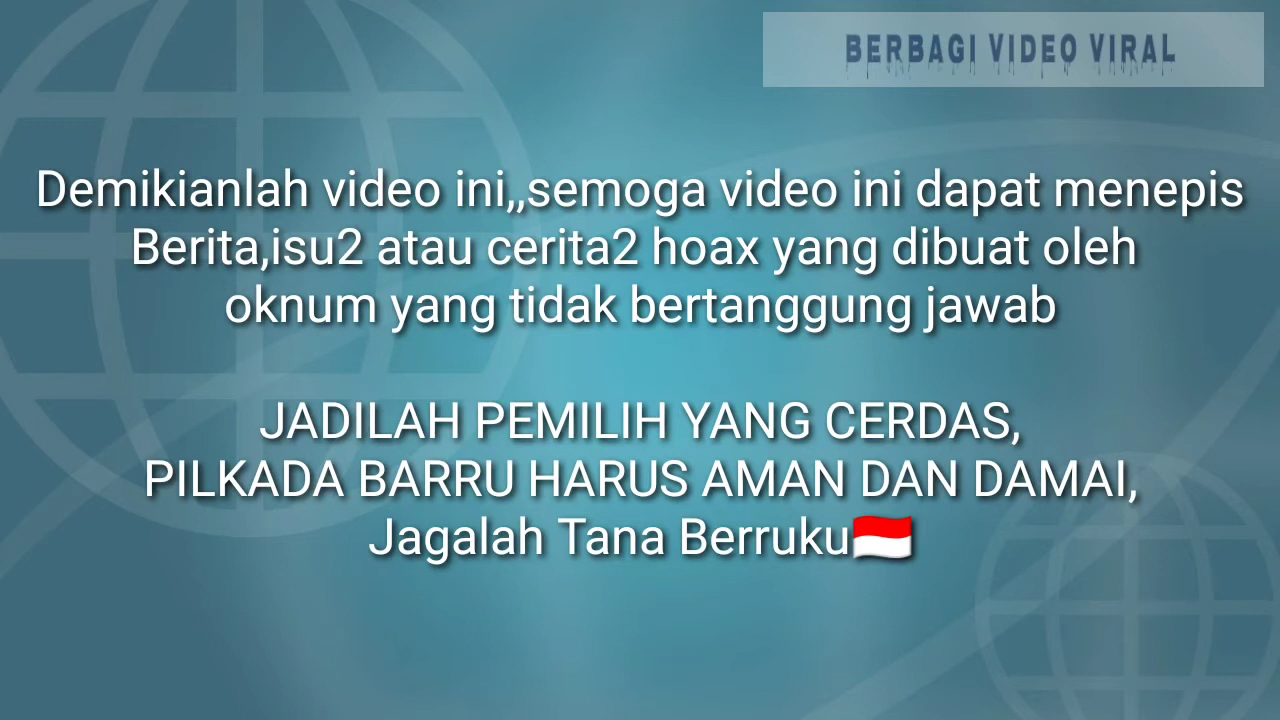 BERBAGI VIDEO VIRAL
Demikianlah video ini,,semoga video ini dapat menepis
Berita,isu2 atau cerita2 hoax yang dibuat oleh
oknum yang tidak bertanggung jawab
JADILAH PEMILIH YANG CERDAS,
PILKADA BARRU HARUS AMAN DAN DAMAI,
Jagalah Tana Berruku🇮🇩